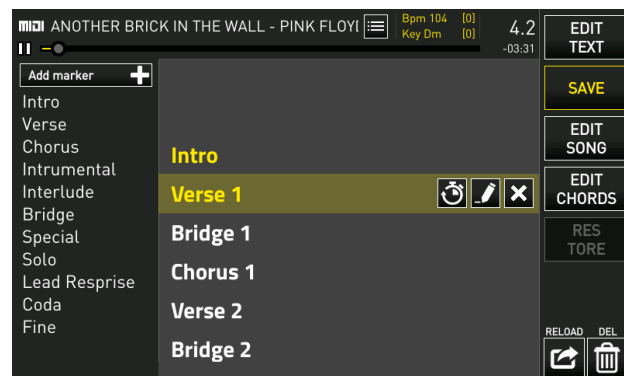 MIDI ANOTHER BRICK IN THE WALL - PINK FLOYD
Bpm 104 [0]
Key Dm [0]
4.2
-03:31
EDIT
TEXT
SAVE
EDIT
SONG
EDIT
CHORDS
RES
TORE
RELOAD DEL
Add marker
Intro
Verse
Chorus
Intrumental
Interlude
Bridge
Special
Solo
Lead Resprise
Coda
Fine
Intro
Verse 1
Bridge 1
Chorus 1
Verse 2
Bridge 2